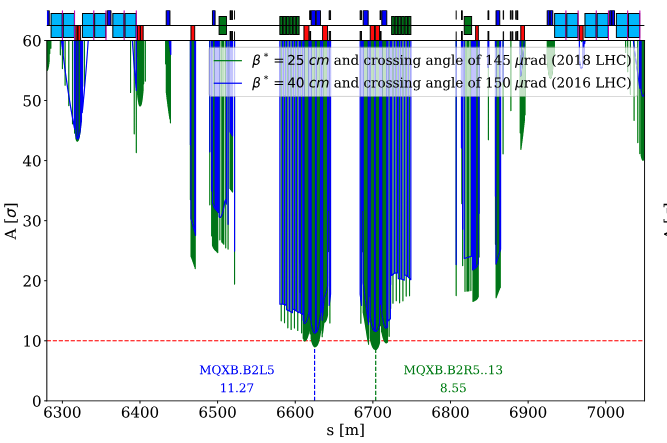 60
50
40
30
20
10
0
A [σ]
β* = 25 cm and crossing angle of 145 μrad (2018 LHC)
β* = 40 cm and crossing angle of 150 μrad (2016 LHC)
MQXB.B2L5
11.27
MQXB.B2R5..13
8.55
6300 6400 6500 6600 6700 6800 6900 7000
s [m]